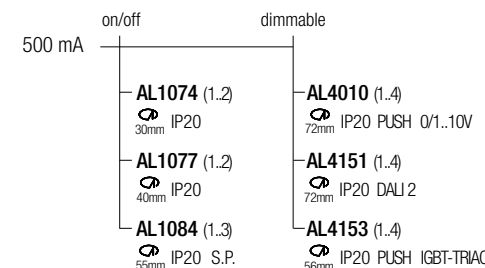 on/off dimmable
500 mA
AL1074 (1..2) AL4010 (1..4)
30mm IP20 72mm IP20 PUSH 0/1..10V
AL1077 (1..2) AL4151 (1..4)
40mm IP20 72mm IP20 DALI 2
AL1084 (1..3) AL4153 (1..4)
55mm IP20 S.P. 56mm IP20 PUSH IGBT-TRIAC